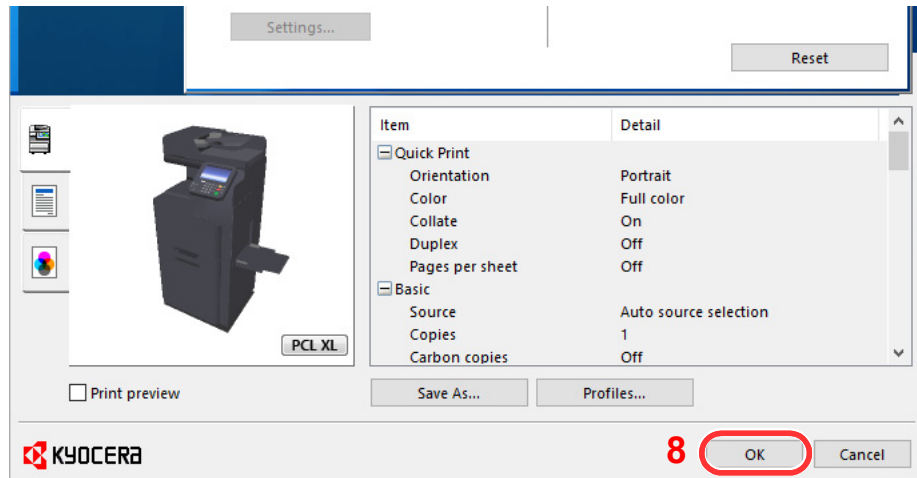 Settings...
Reset
Item Detail
Quick Print
Orientation Portrait
Color Full color
Collate On
Duplex Off
Pages per sheet Off
Basic
Source Auto source selection
Copies 1
Carbon copies Off
PCL XL
Print preview Save As... Profiles...
KYOCERA 8 OK Cancel